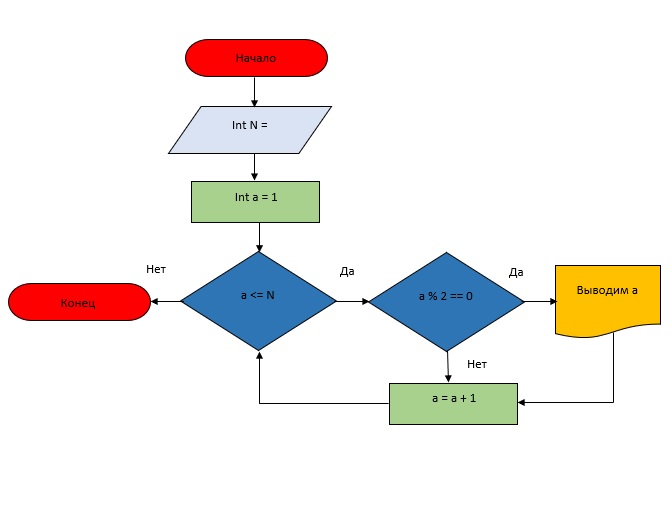 Начало
Int N =
Int a = 1
Нет
Да
Да
Конец
a <= N
a % 2 == 0
Выводим a
Нет
a = a + 1